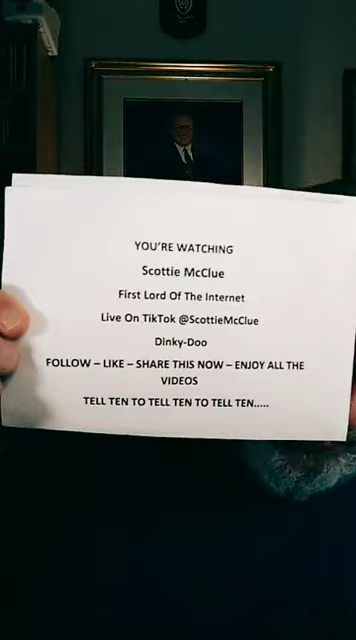 YOU'RE WATCHING
Scottie McClue
First Lord Of The Internet
Live On TikTok @ScottieMcClue
Dinky-Doo
FOLLOW – LIKE – SHARE THIS NOW – ENJOY ALL THE
VIDEOS
TELL TEN TO TELL TEN TO TELL TEN.....